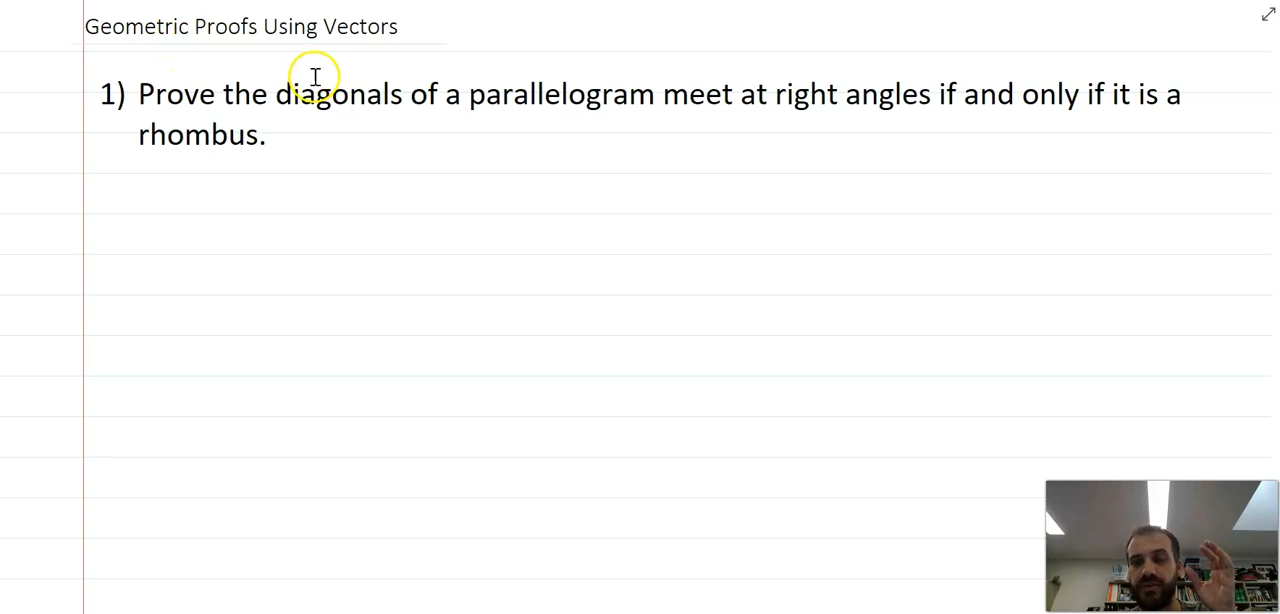 Geometric Proofs Using Vectors
1) Prove the diagonals of a parallelogram meet at right angles if and only if it is a
rhombus.